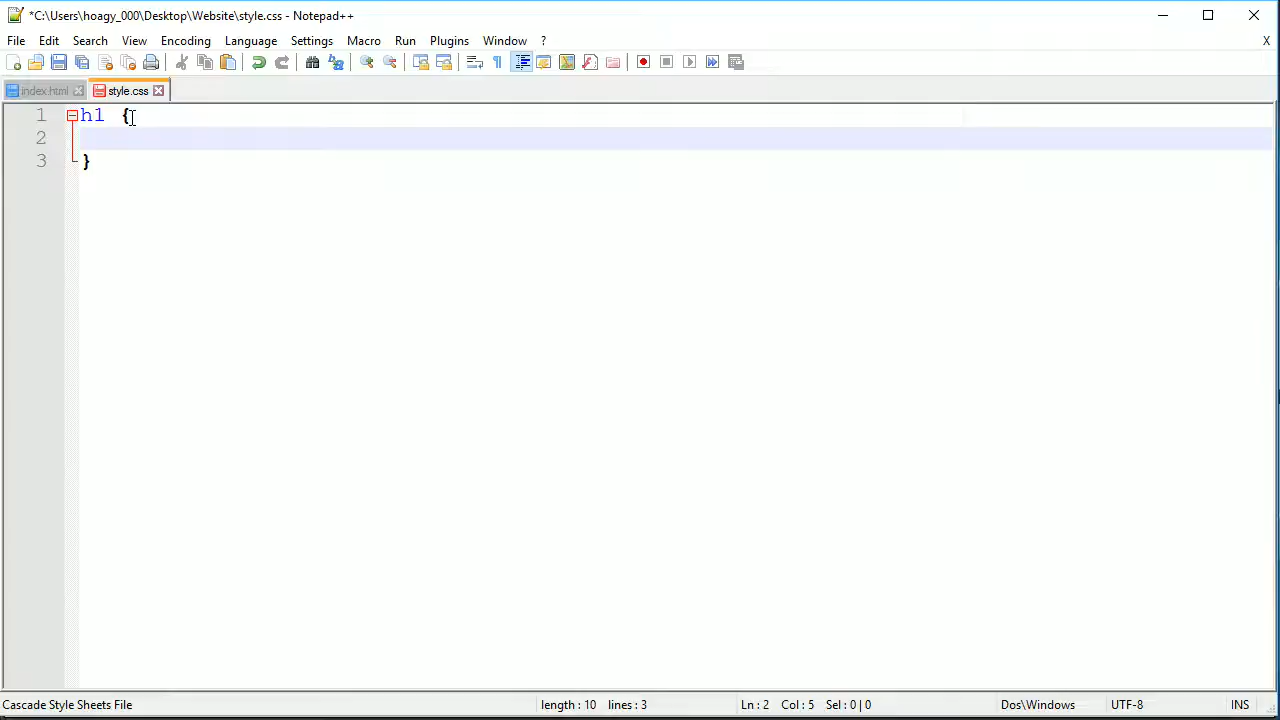 *C:\Users\hoagy_000\Desktop\Website\style.css - Notepad++
File Edit Search View Encoding Language Settings Macro Run Plugins Window ? X
index.html style.css
1 h1 {
2
3 }
Cascade Style Sheets File length : 10 lines : 3 Ln : 2 Col : 5 Sel : 0 | 0 Dos\Windows UTF-8 INS